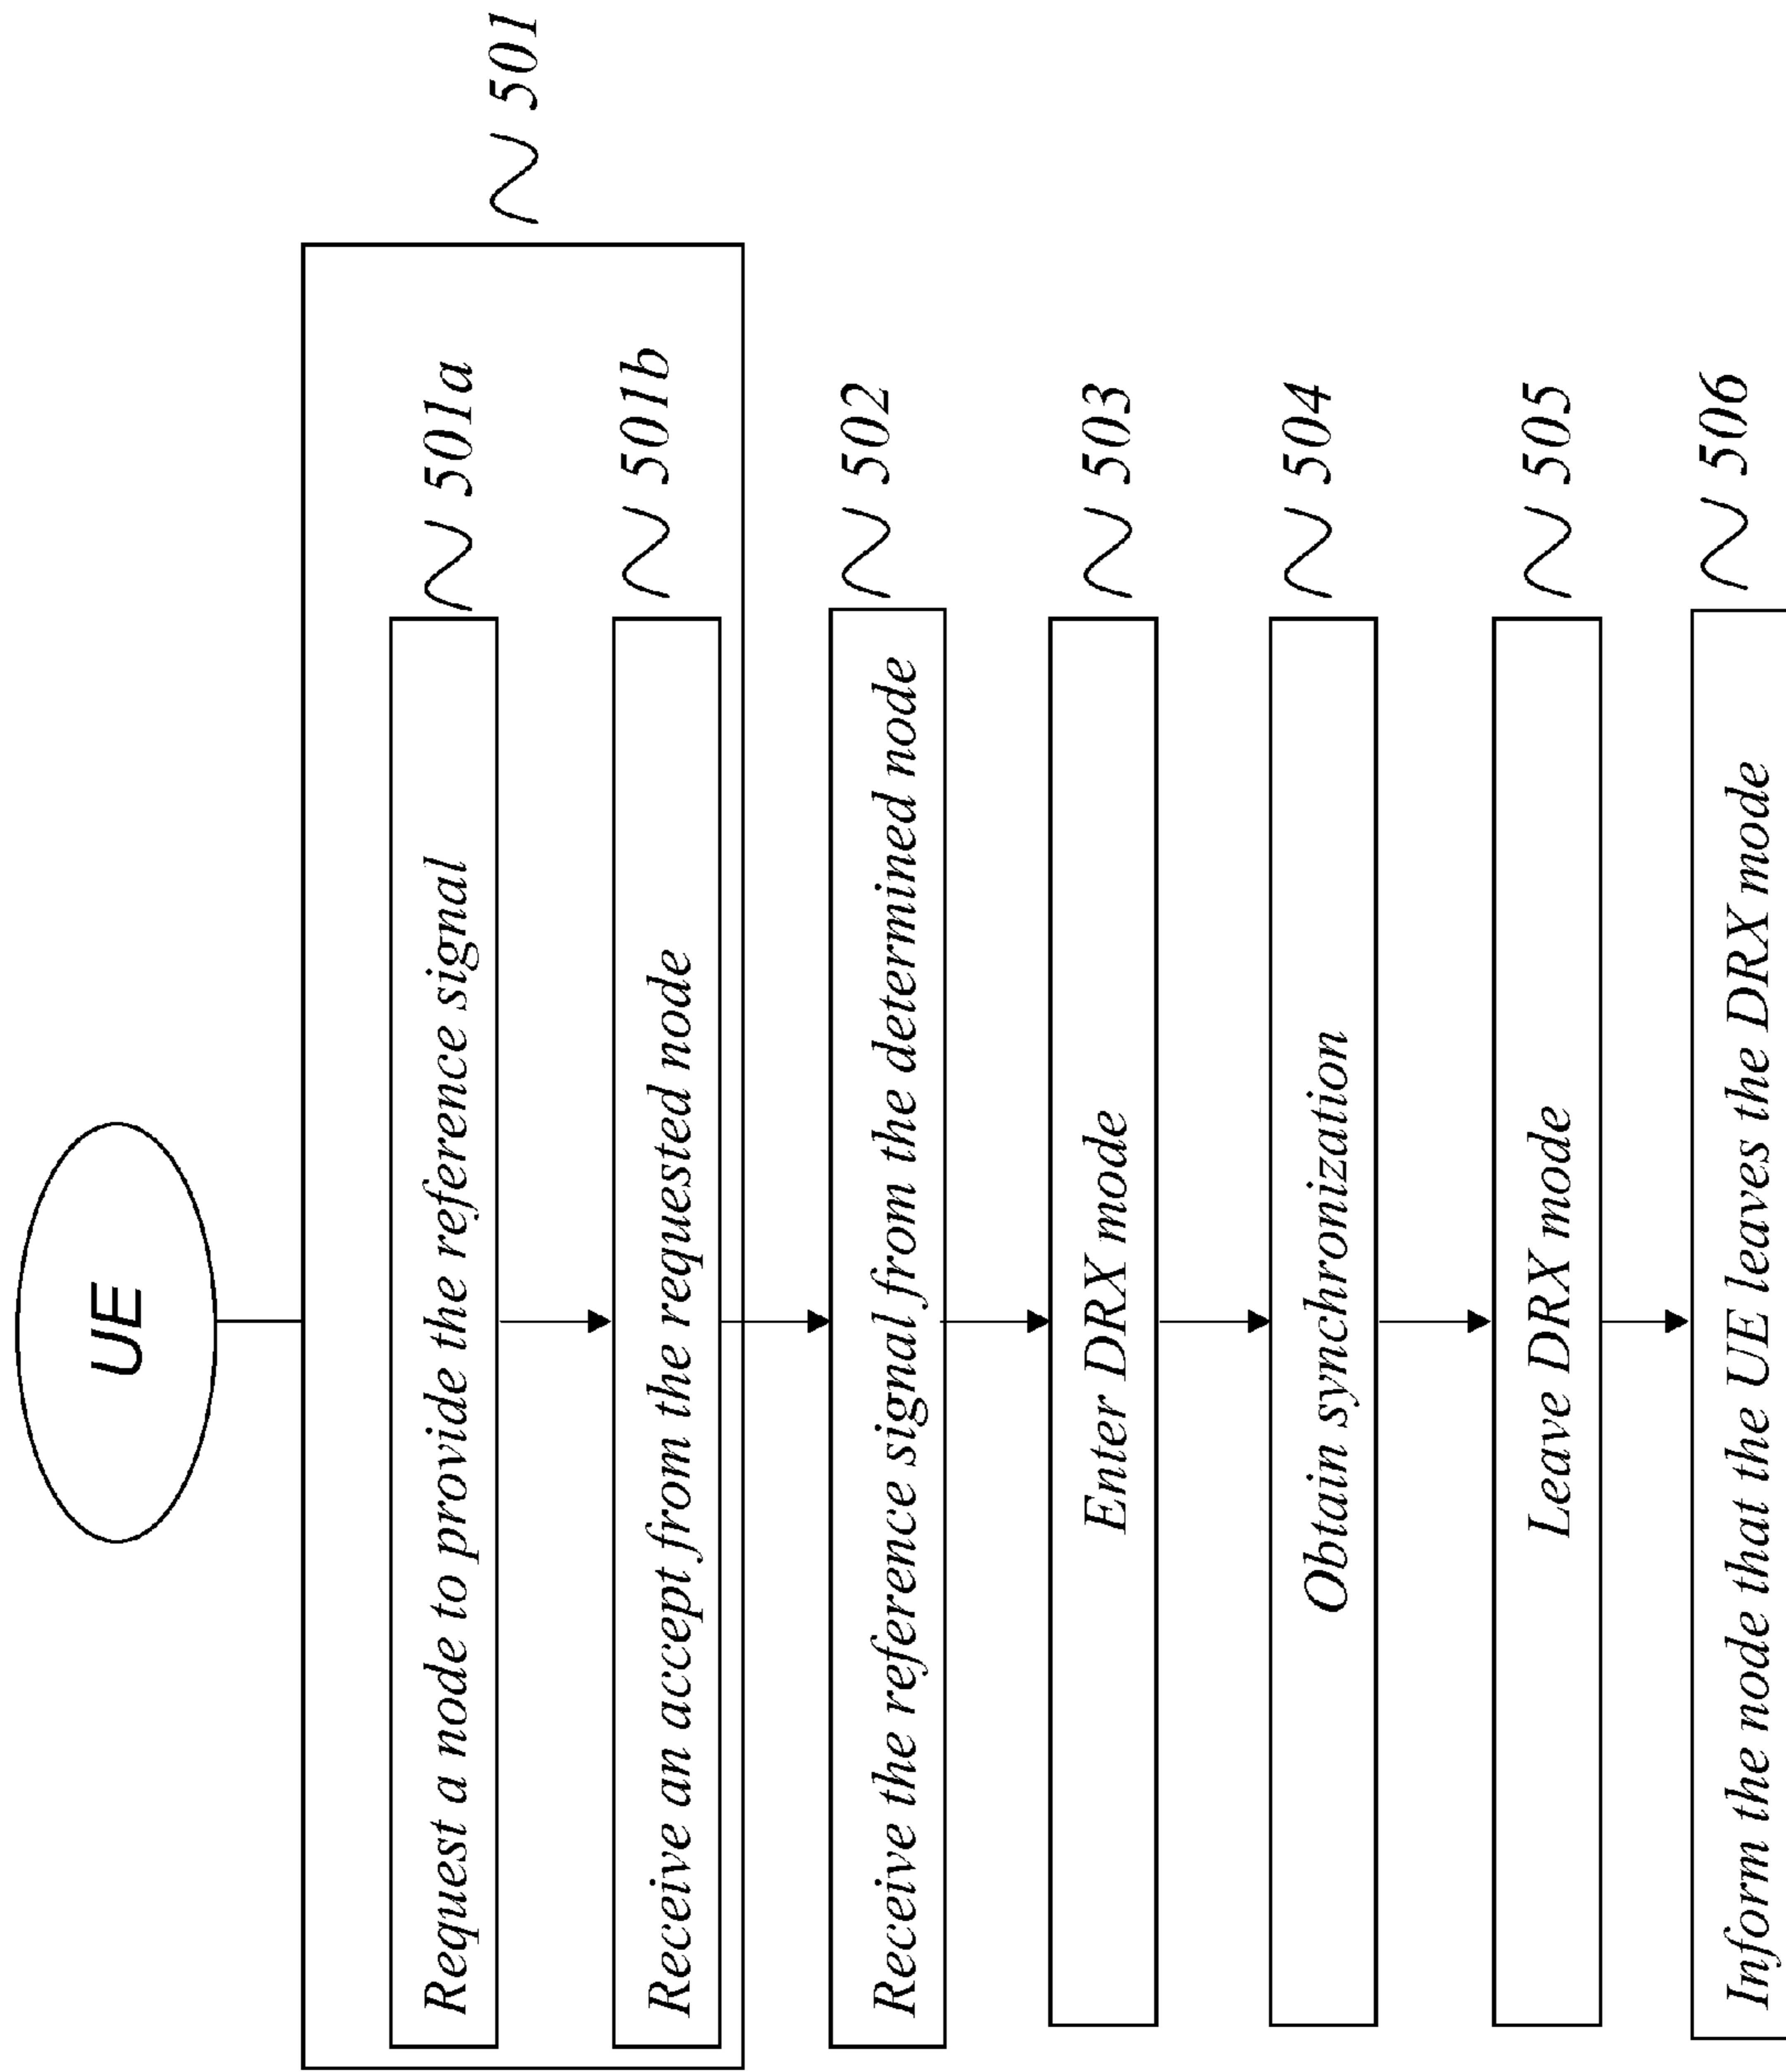 UE
501
Request a node to provide the reference signal
501a
Receive an accept from the requested node
501b
Receive the reference signal from the determined node
502
Enter DRX mode
503
Obtain synchronization
504
Leave DRX mode
505
Inform the node that the UE leaves the DRX mode
506